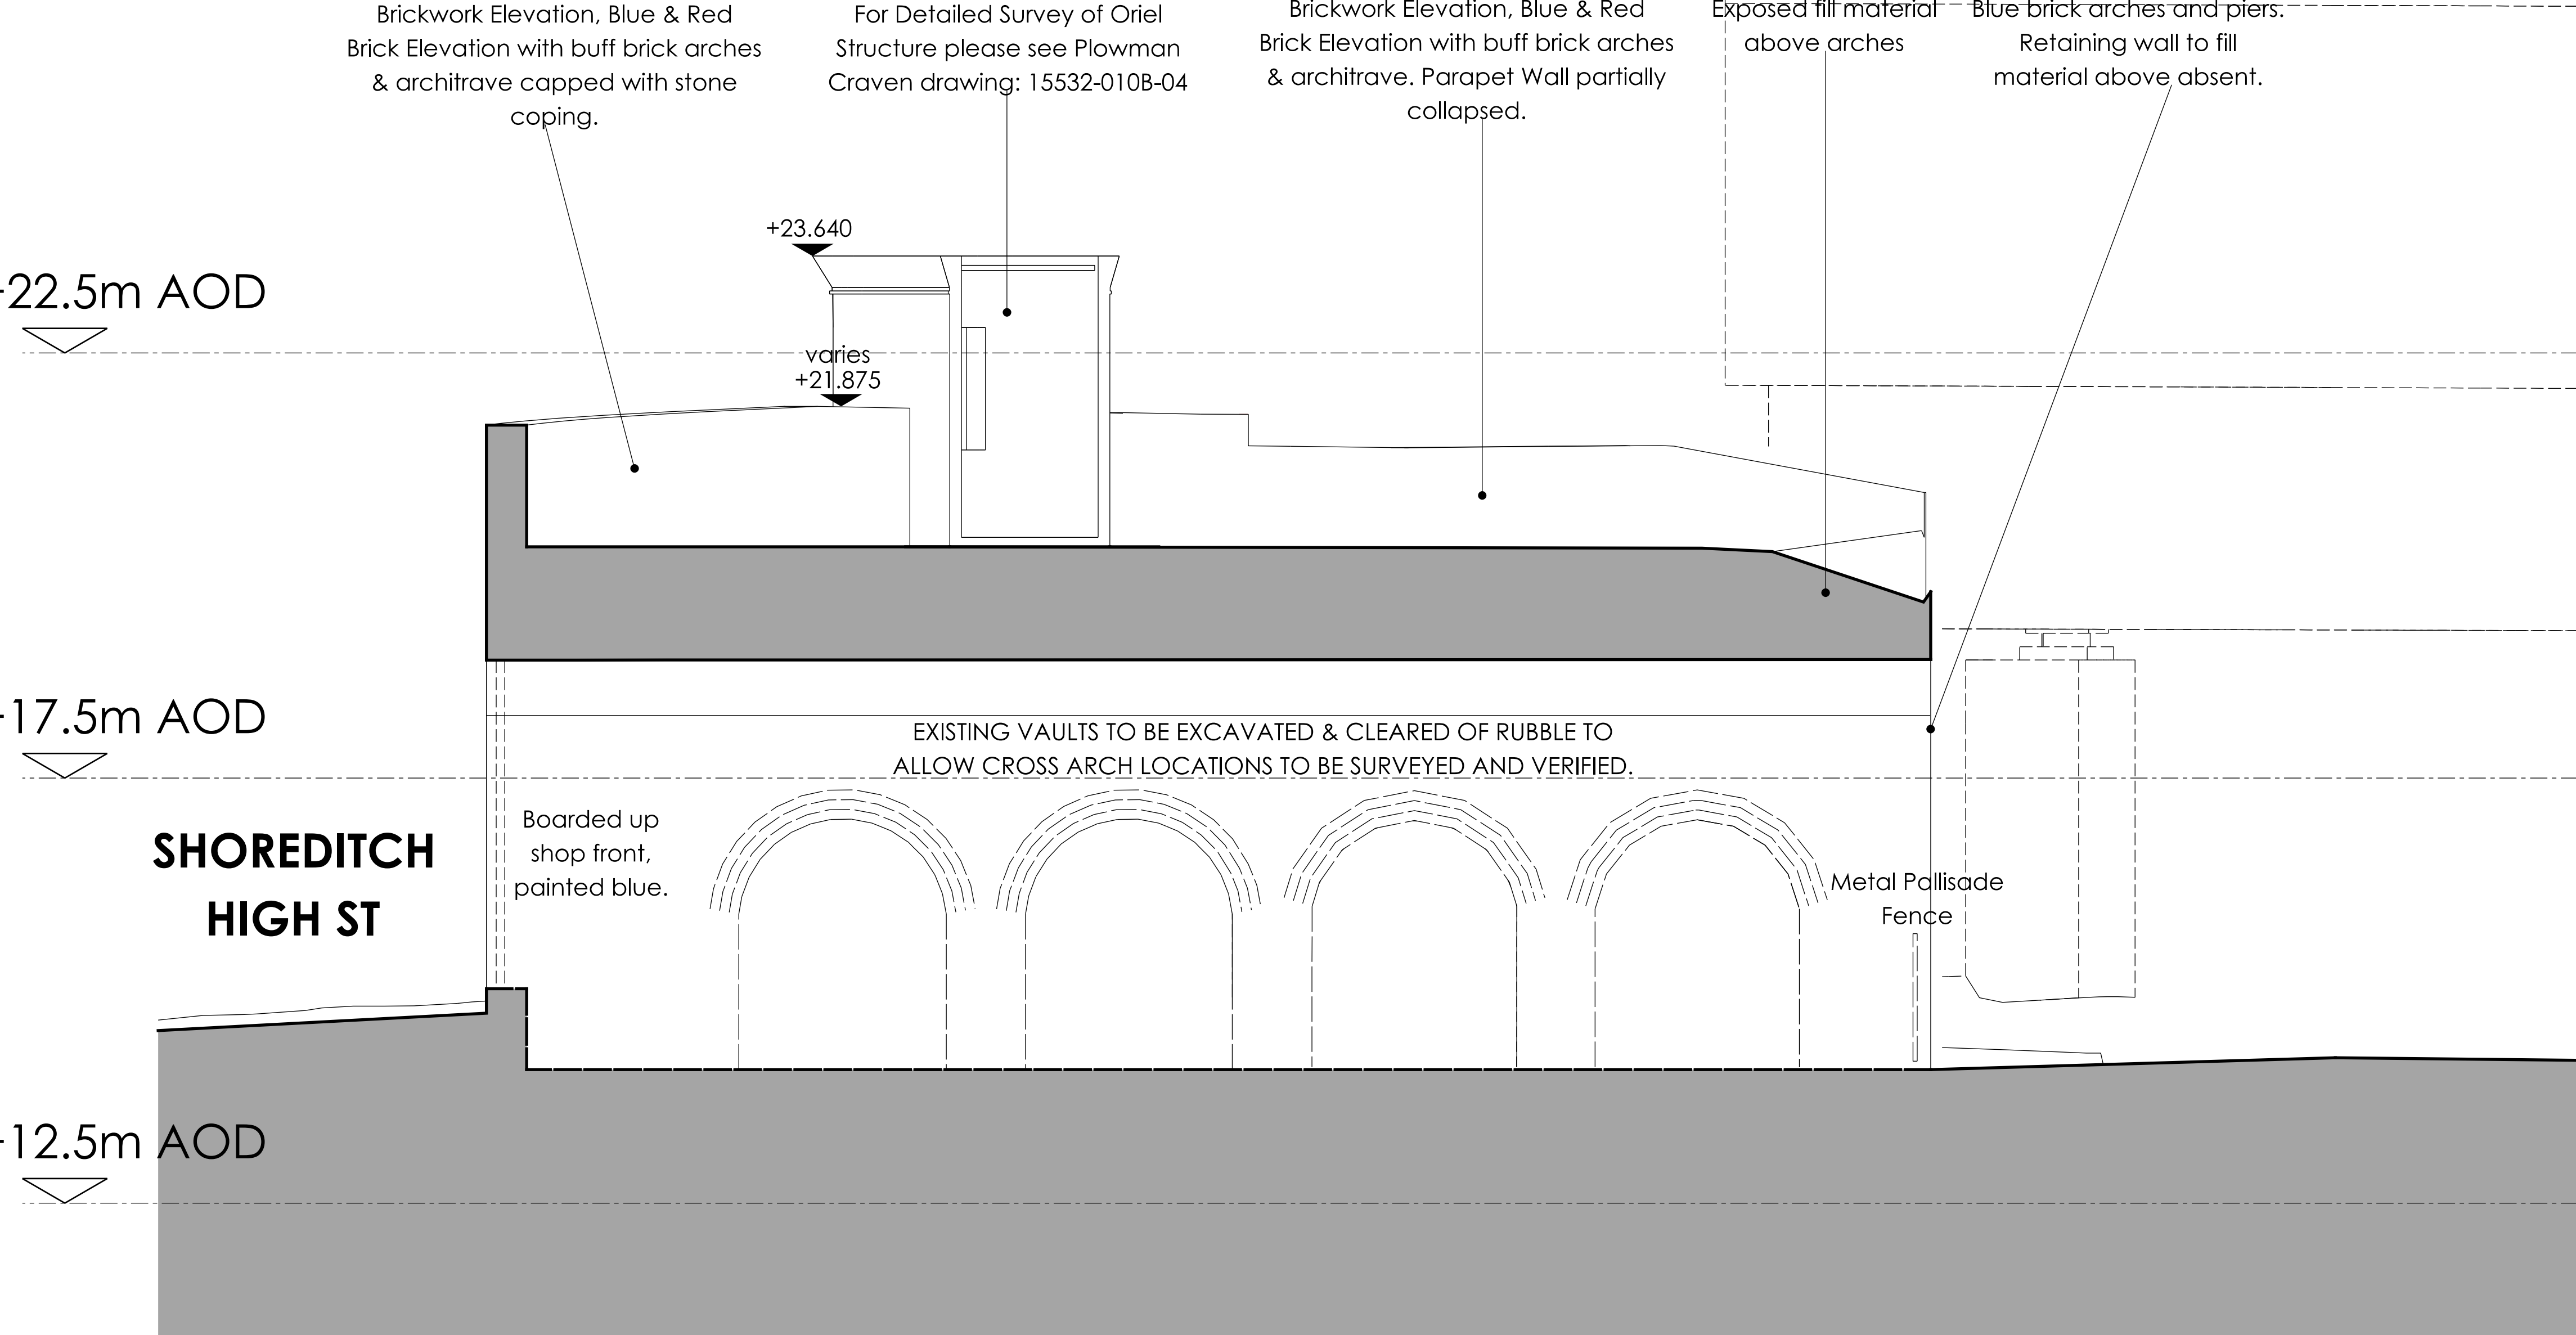 Brickwork Elevation, Blue & Red
Brick Elevation with buff brick arches
& architrave capped with stone
coping.
For Detailed Survey of Oriel
Structure please see Plowman
Craven drawing: 15532-010B-04
Brickwork Elevation, Blue & Red
Brick Elevation with buff brick arches
& architrave. Parapet Wall partially
collapsed.
Exposed fill material
above arches
Blue brick arches and piers.
Retaining wall to fill
material above absent.
+23.640
+22.5m AOD
varies
+21.875
+17.5m AOD
EXISTING VAULTS TO BE EXCAVATED & CLEARED OF RUBBLE TO
ALLOW CROSS ARCH LOCATIONS TO BE SURVEYED AND VERIFIED.
SHOREDITCH
HIGH ST
Boarded up
shop front,
painted blue.
Metal Pallisade
Fence
+12.5m AOD